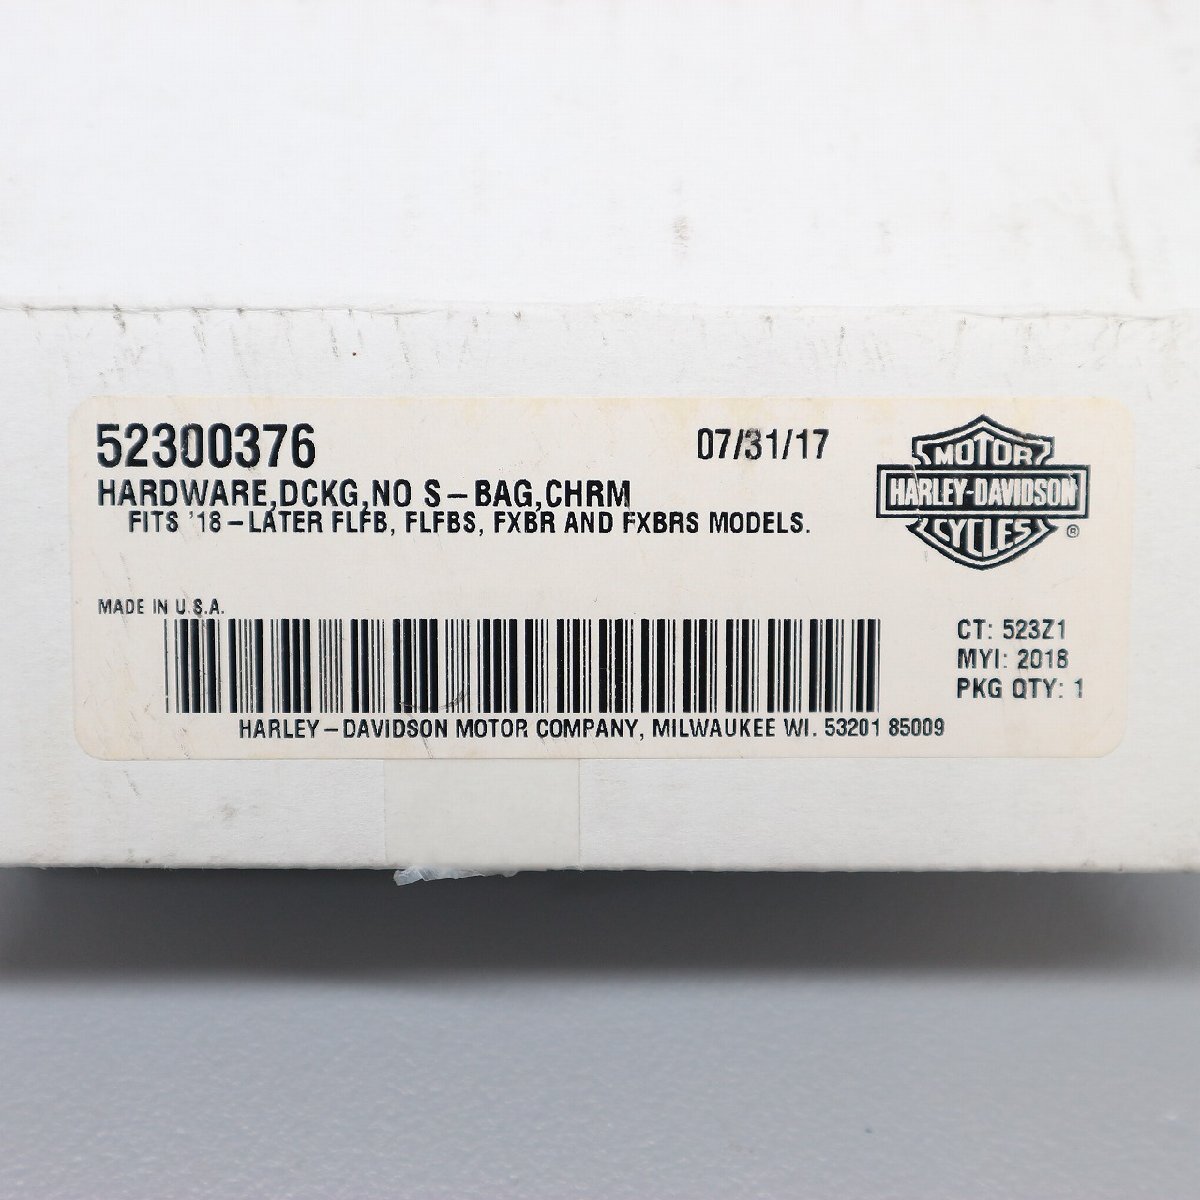 52300376
07/31/17
HARDWARE,DCKG,NO S-BAG,CHRM
FITS '18-LATER FLFB, FLFBS, FXBR AND FXBRS MODELS.
MOTOR
HARLEY-DAVIDSON
CYCLES
®
MADE IN U.S.A.
CT: 523Z1
MYI: 2018
PKG QTY: 1
HARLEY-DAVIDSON MOTOR COMPANY, MILWAUKEE WI. 53201 85009